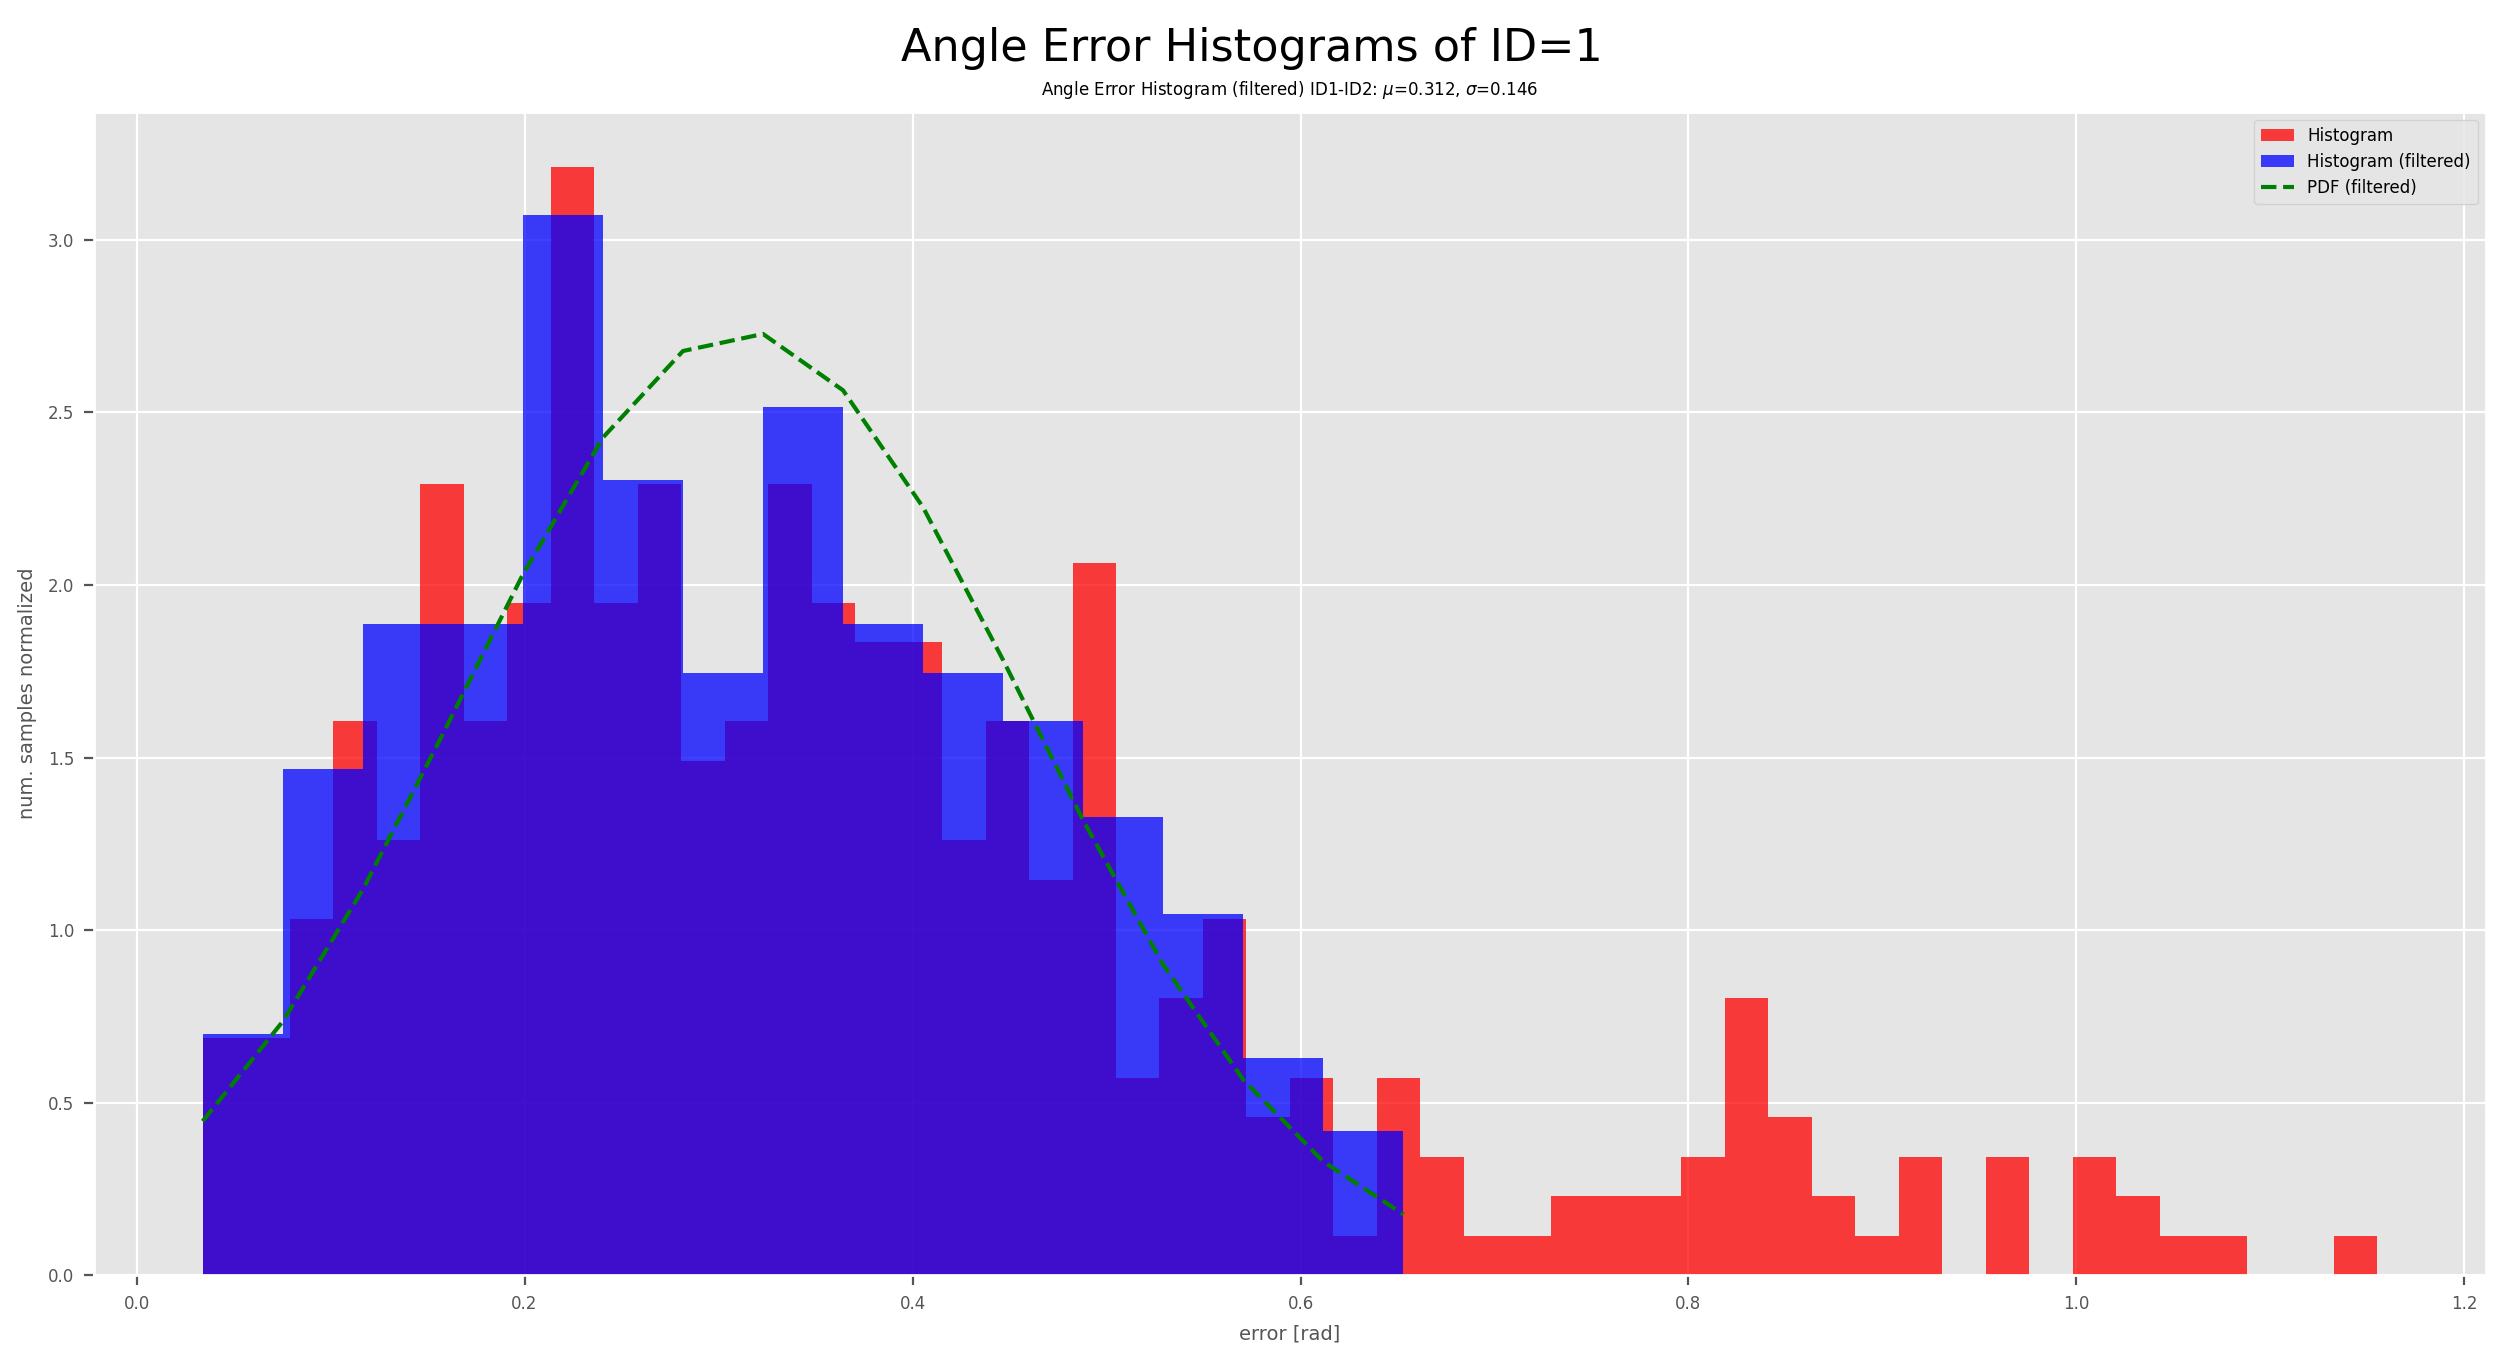 Angle Error Histograms of ID=1
Angle Error Histogram (filtered) ID1-ID2: μ=0.312, σ=0.146
Histogram
Histogram (filtered)
PDF (filtered)
num. samples normalized
3.0
2.5
2.0
1.5
1.0
0.5
0.0
0.0 0.2 0.4 0.6 0.8 1.0 1.2
error [rad]